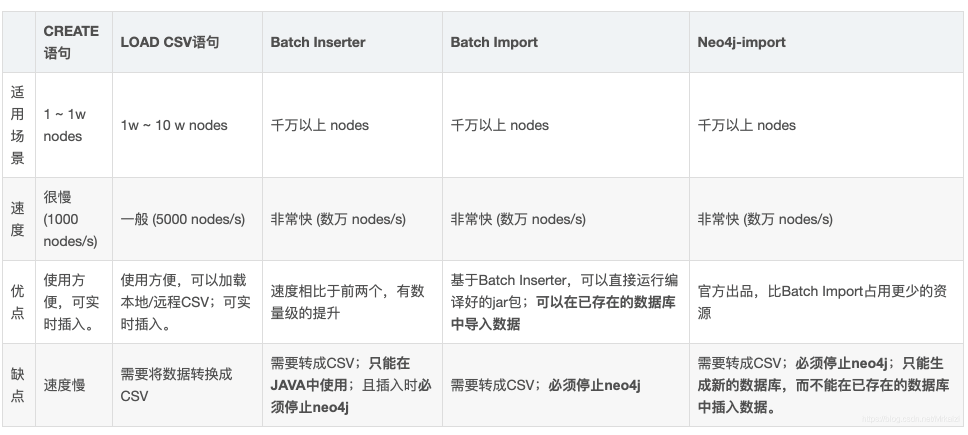 CREATE
语句
LOAD CSV语句
Batch Inserter
Batch Import
Neo4j-import
适
用
场
景
1 ~ 1w
nodes
1w ~ 10 w nodes
千万以上 nodes
千万以上 nodes
千万以上 nodes
速
度
很慢
(1000
nodes/s)
一般 (5000 nodes/s)
非常快 (数万 nodes/s)
非常快 (数万 nodes/s)
非常快 (数万 nodes/s)
优
点
使用方
便，可实
时插入。
使用方便，可以加载
本地/远程CSV；可实
时插入。
速度相比于前两个，有数
量级的提升
基于Batch Inserter，可以直接运行编
译好的jar包；可以在已存在的数据库
中导入数据
官方出品，比Batch Import占用更少的资
源
缺
点
速度慢
需要将数据转换成
CSV
需要转成CSV；只能在
JAVA中使用；且插入时必
须停止neo4j
需要转成CSV；必须停止neo4j
需要转成CSV；必须停止neo4j；只能生
成新的数据库，而不能在已存在的数据库
中插入数据。